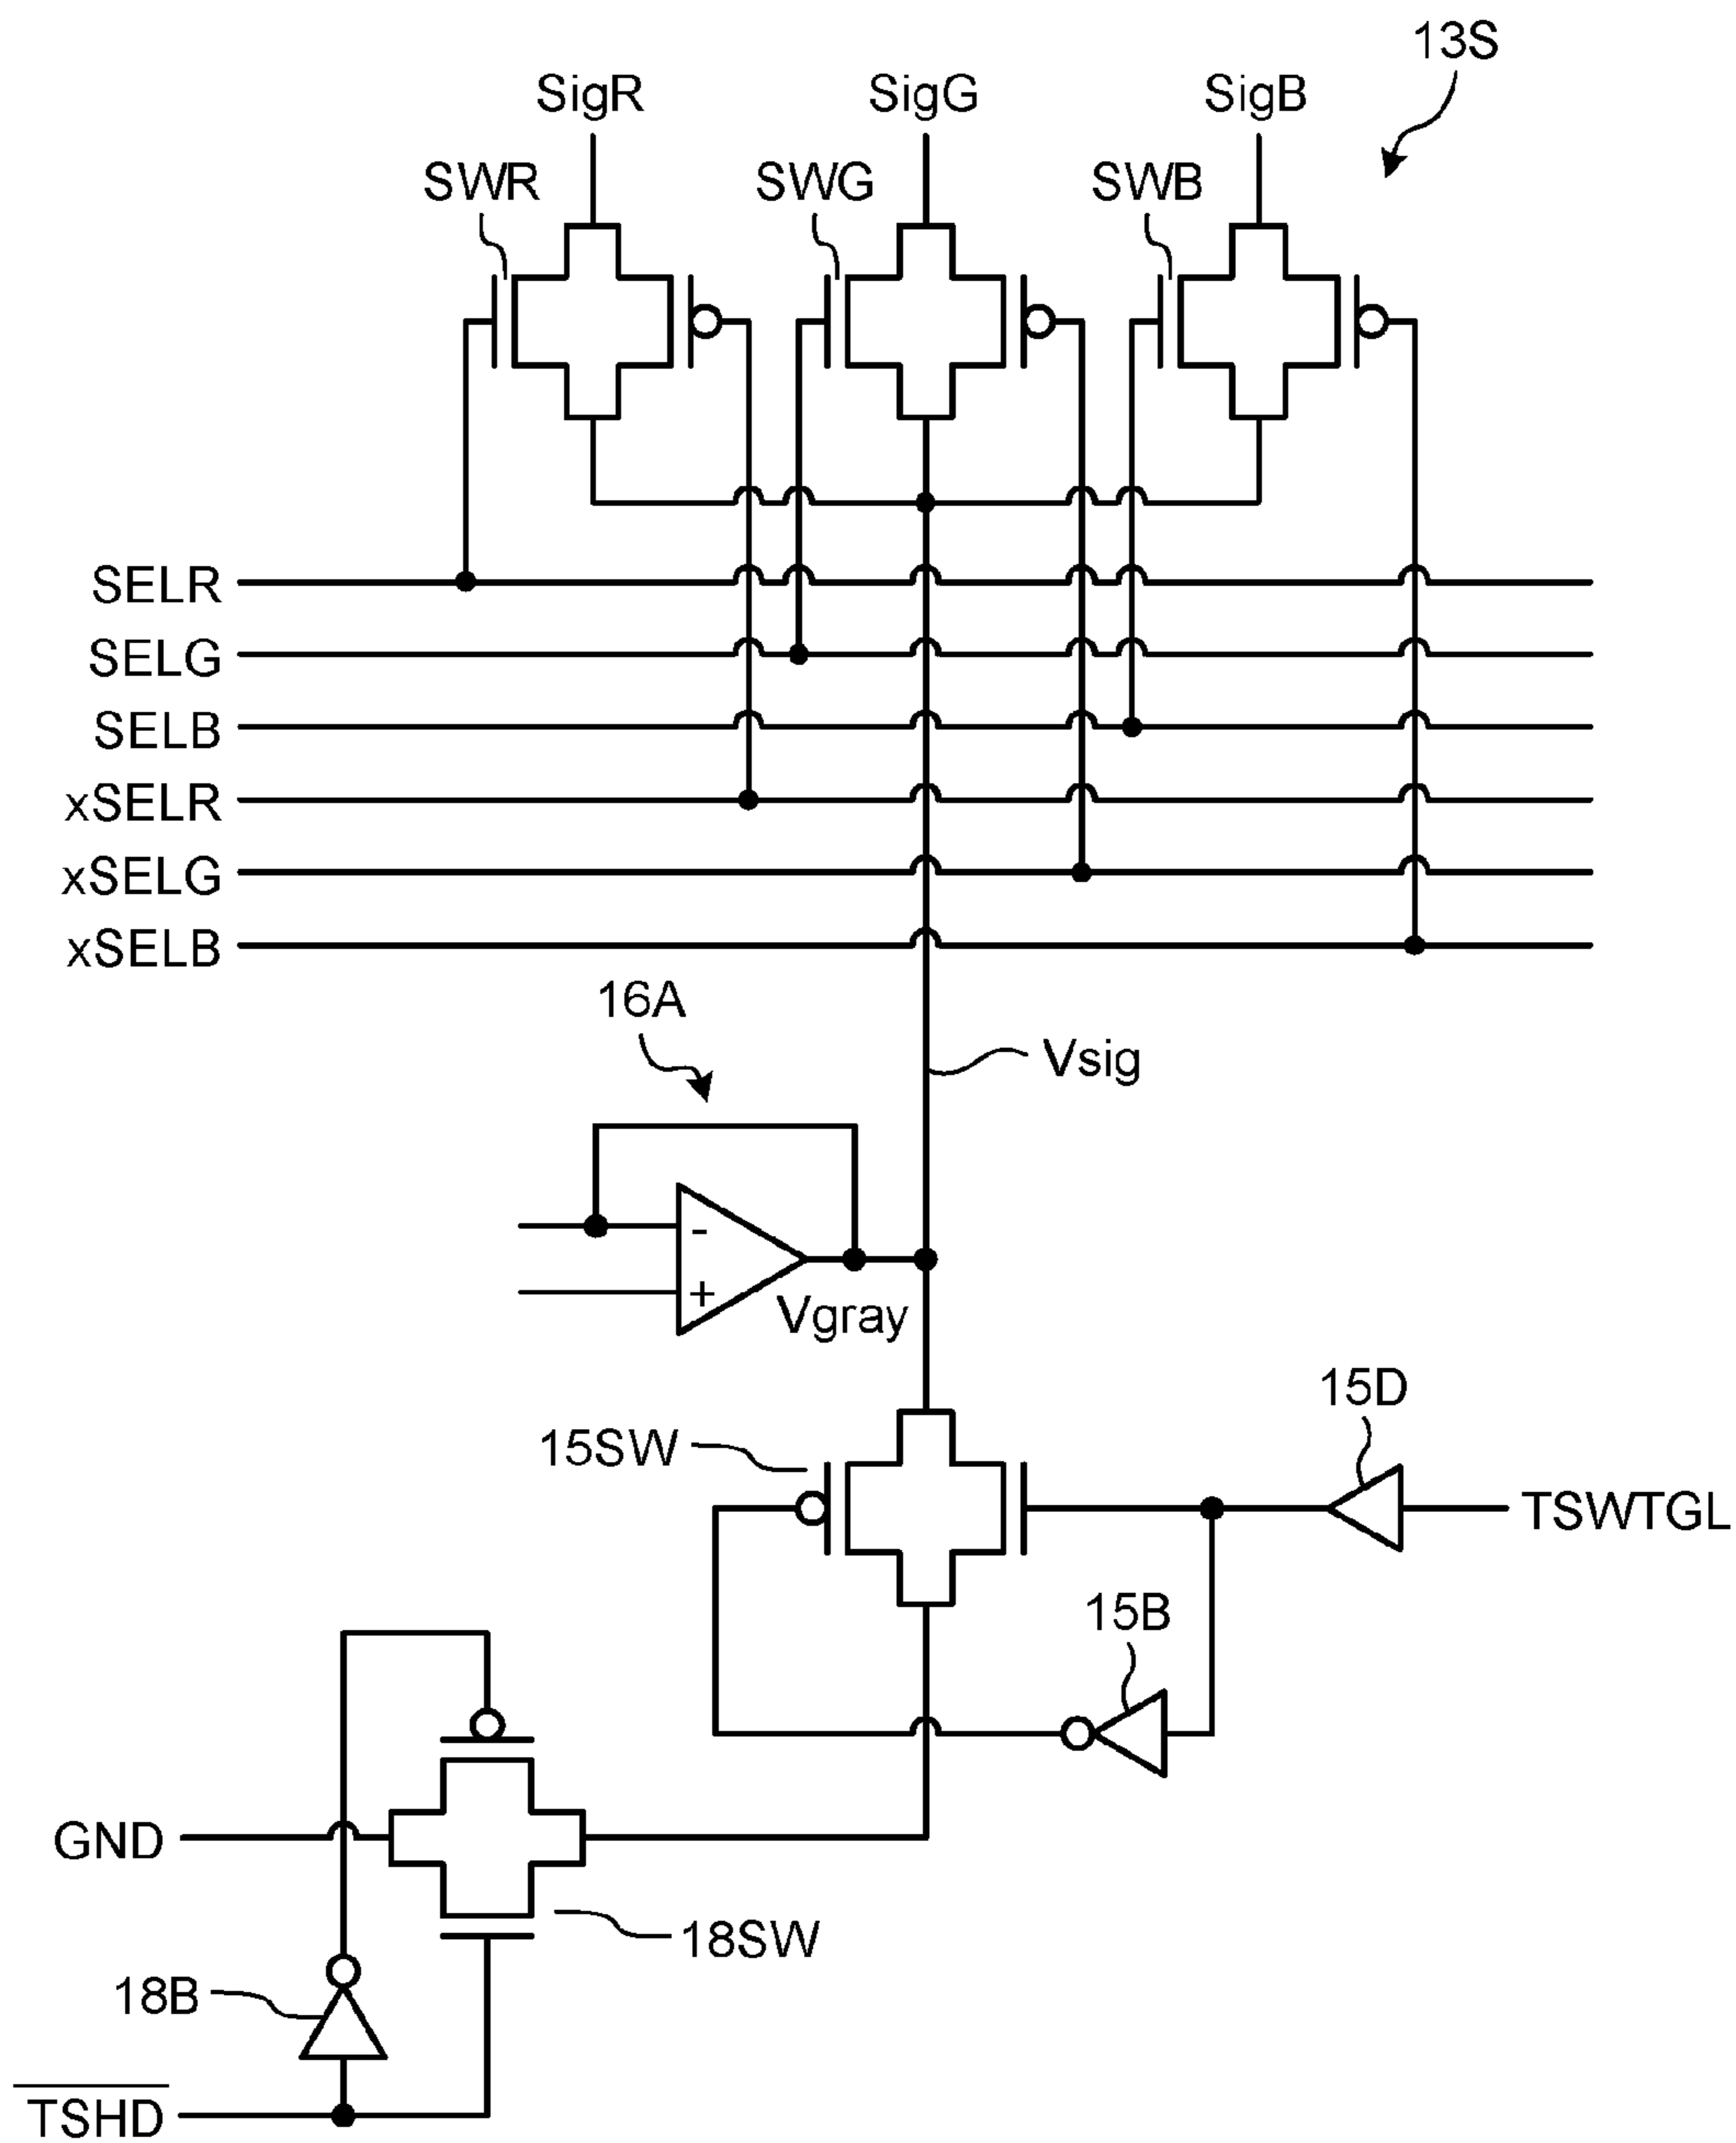 13S
SigR SigG SigB
SWR SWG SWB
SELR
SELG
SELB
xSELR
xSELG
xSELB
16A
Vsig
-
+
Vgray
15D
15SW
TSWTGL
15B
GND
18SW
18B
TSHD